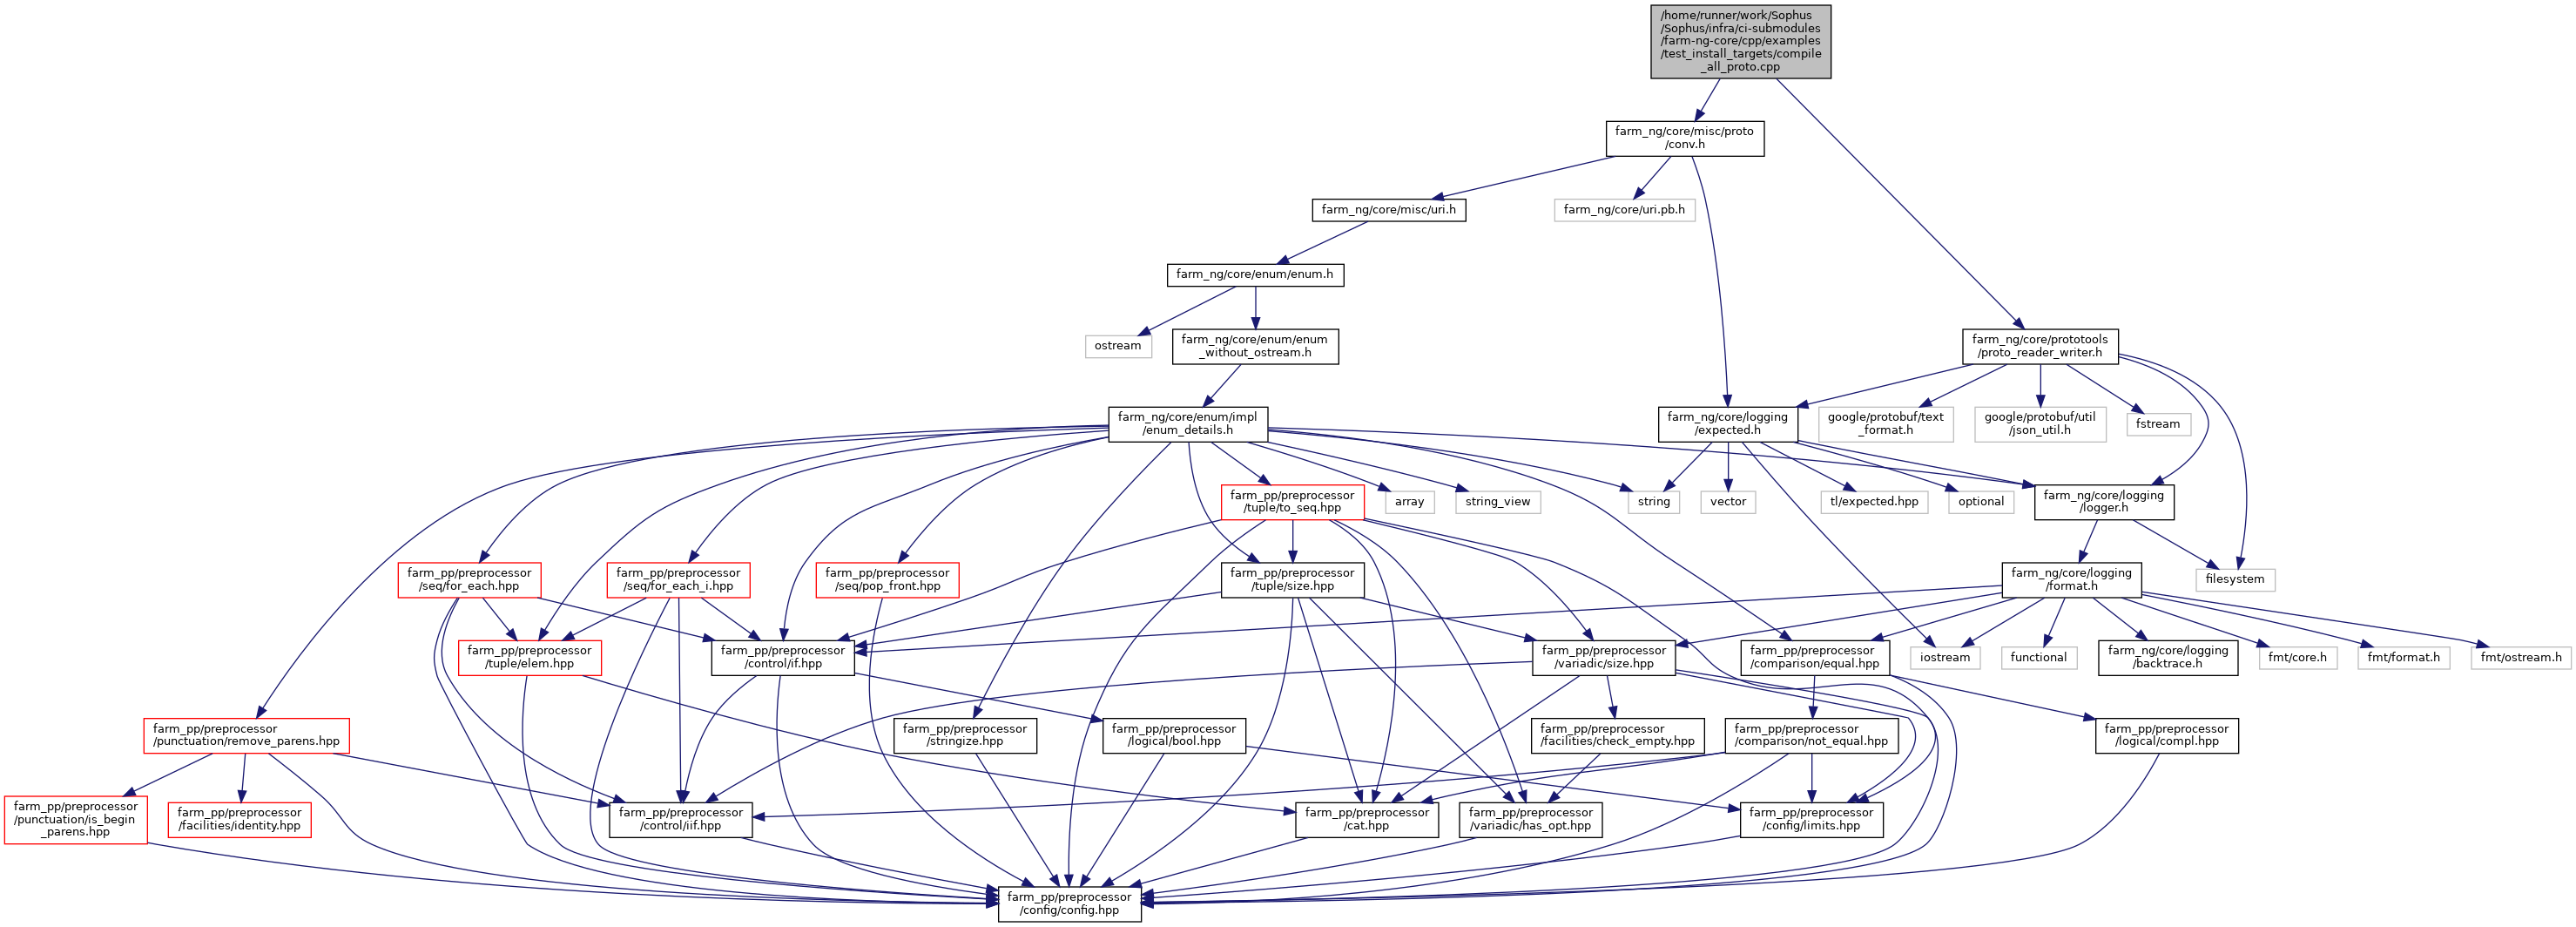 /home/runner/work/Sophus
/Sophus/infra/ci-submodules
/farm-ng-core/cpp/examples
/test_install_targets/compile
_all_proto.cpp
farm_ng/core/misc/proto
/conv.h
farm_ng/core/misc/uri.h
farm_ng/core/uri.pb.h
farm_ng/core/enum/enum.h
ostream
farm_ng/core/enum/enum
_without_ostream.h
farm_ng/core/prototools
/proto_reader_writer.h
farm_ng/core/enum/impl
/enum_details.h
farm_ng/core/logging
/expected.h
google/protobuf/text
_format.h
google/protobuf/util
/json_util.h
fstream
farm_pp/preprocessor
/tuple/to_seq.hpp
array
string_view
string
vector
tl/expected.hpp
optional
farm_ng/core/logging
/logger.h
farm_pp/preprocessor
/seq/for_each.hpp
farm_pp/preprocessor
/seq/for_each_i.hpp
farm_pp/preprocessor
/seq/pop_front.hpp
farm_pp/preprocessor
/tuple/size.hpp
farm_ng/core/logging
/format.h
filesystem
farm_pp/preprocessor
/tuple/elem.hpp
farm_pp/preprocessor
/control/if.hpp
farm_pp/preprocessor
/variadic/size.hpp
farm_pp/preprocessor
/comparison/equal.hpp
iostream
functional
farm_ng/core/logging
/backtrace.h
fmt/core.h
fmt/format.h
fmt/ostream.h
farm_pp/preprocessor
/punctuation/remove_parens.hpp
farm_pp/preprocessor
/stringize.hpp
farm_pp/preprocessor
/logical/bool.hpp
farm_pp/preprocessor
/facilities/check_empty.hpp
farm_pp/preprocessor
/comparison/not_equal.hpp
farm_pp/preprocessor
/logical/compl.hpp
farm_pp/preprocessor
/punctuation/is_begin
_parens.hpp
farm_pp/preprocessor
/facilities/identity.hpp
farm_pp/preprocessor
/control/iif.hpp
farm_pp/preprocessor
/cat.hpp
farm_pp/preprocessor
/variadic/has_opt.hpp
farm_pp/preprocessor
/config/limits.hpp
farm_pp/preprocessor
/config/config.hpp